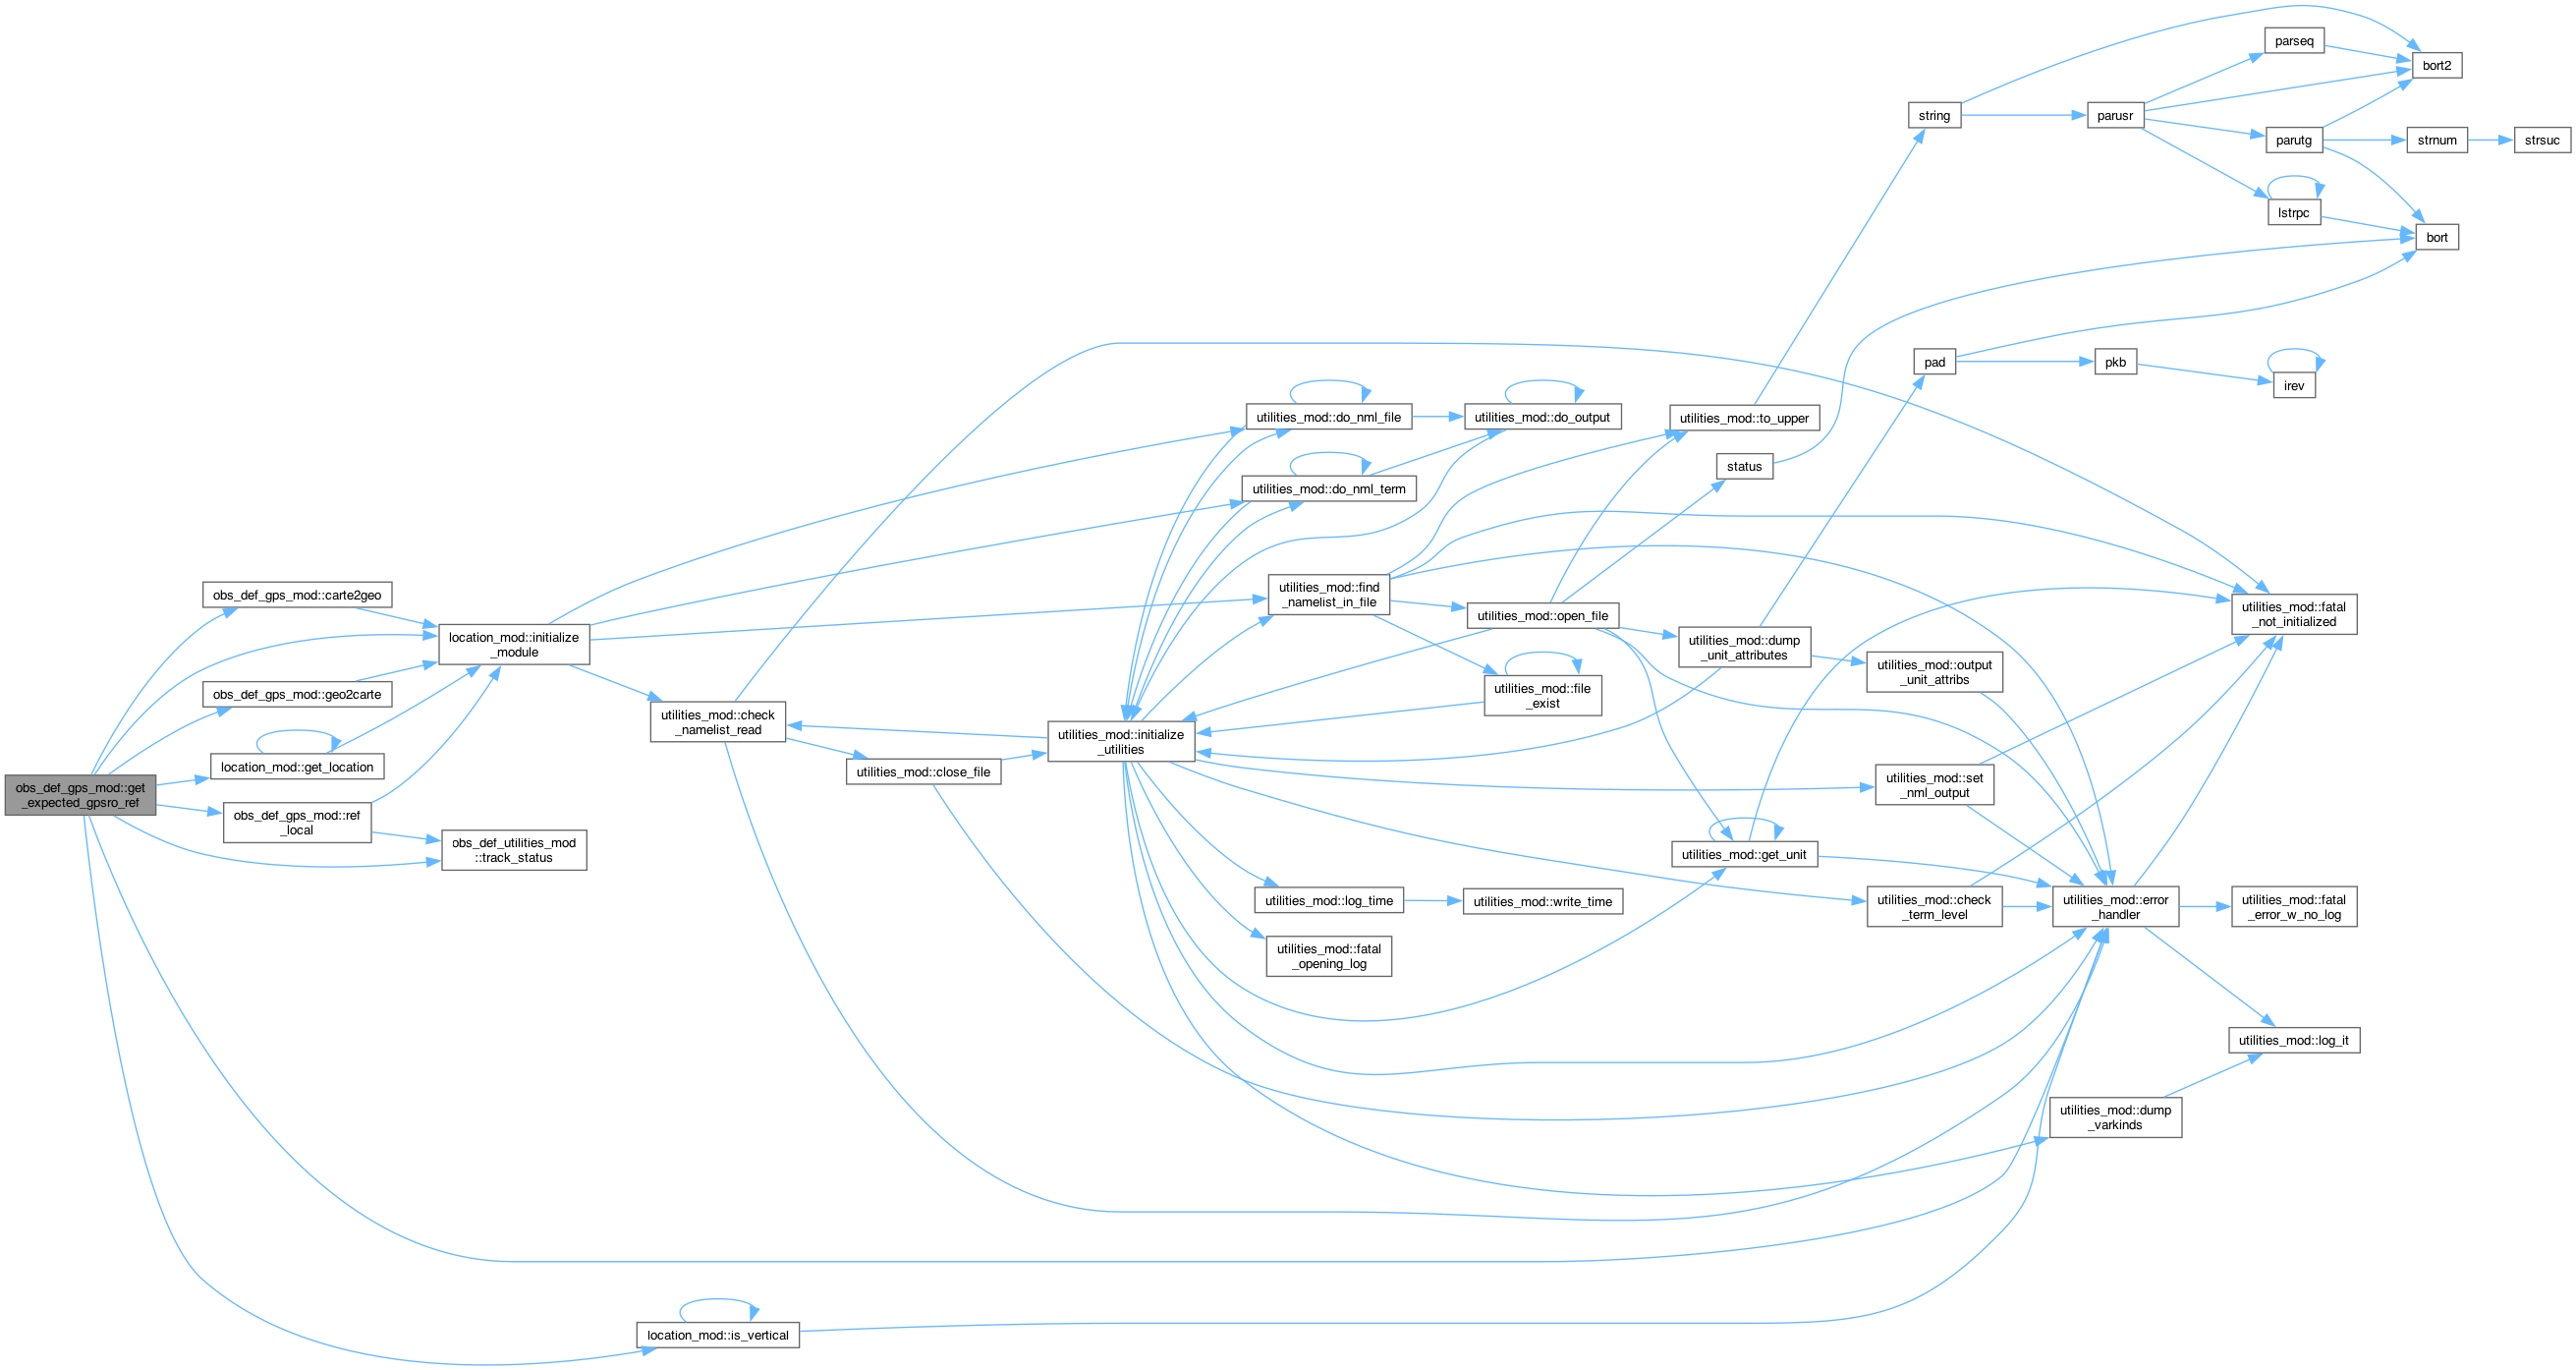 parseq
bort2
string
parusr
parutg
strnum
strsuc
lstrpc
bort
pad
pkb
irev
utilities_mod::do_nml_file
utilities_mod::do_output
utilities_mod::to_upper
status
utilities_mod::do_nml_term
obs_def_gps_mod::carte2geo
utilities_mod::find
_namelist_in_file
utilities_mod::open_file
utilities_mod::fatal
_not_initialized
location_mod::initialize
_module
utilities_mod::dump
_unit_attributes
utilities_mod::output
_unit_attribs
obs_def_gps_mod::geo2carte
utilities_mod::file
_exist
utilities_mod::check
_namelist_read
utilities_mod::initialize
_utilities
location_mod::get_location
utilities_mod::close_file
utilities_mod::set
_nml_output
obs_def_gps_mod::get
_expected_gpsro_ref
obs_def_gps_mod::ref
_local
obs_def_utilities_mod
::track_status
utilities_mod::get_unit
utilities_mod::log_time
utilities_mod::write_time
utilities_mod::check
_term_level
utilities_mod::error
_handler
utilities_mod::fatal
_error_w_no_log
utilities_mod::fatal
_opening_log
utilities_mod::log_it
utilities_mod::dump
_varkinds
location_mod::is_vertical